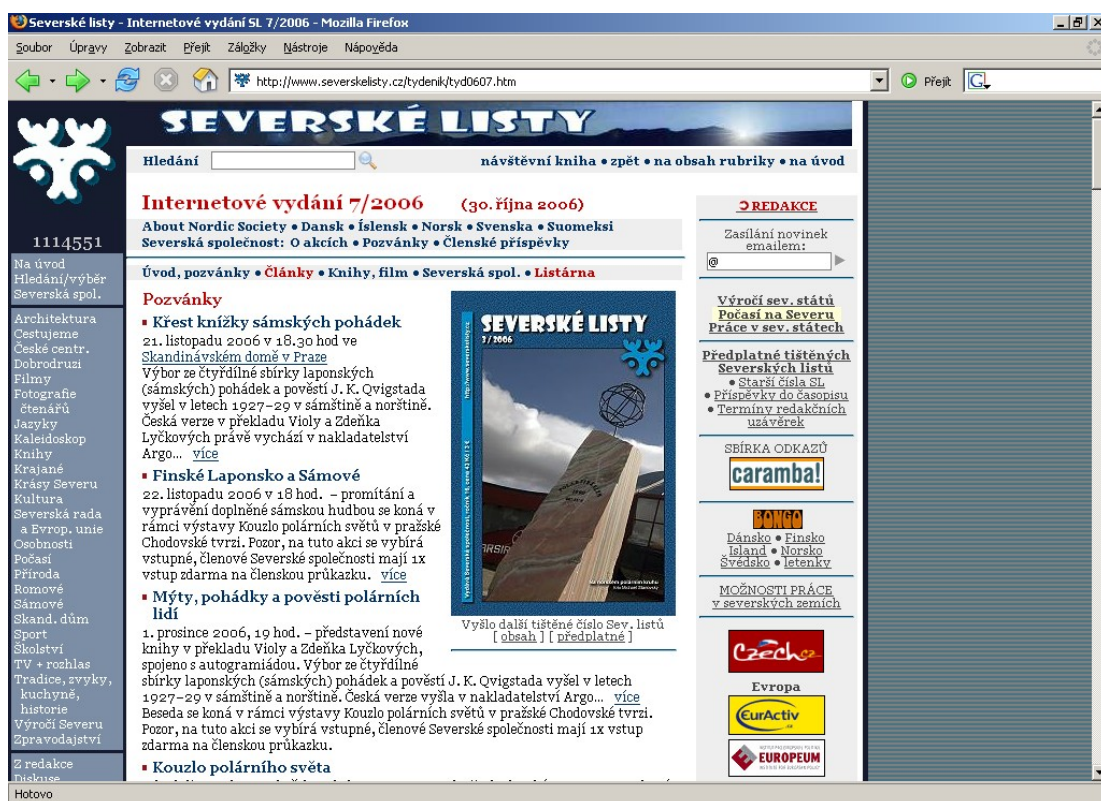 Severské listy - Internetové vydání SL 7/2006 - Mozilla Firefox
Soubor Úpravy Zobrazit Přejít Záložky Nástroje Nápověda
http://www.severskelisty.cz/tydenik/tyd0607.htm Přejít
SEVERSKÉ LISTY
Hledání návštěvní kniha • zpět • na obsah rubriky • na úvod
Internetové vydání 7/2006 (30. října 2006)
About Nordic Society • Dansk • Íslensk • Norsk • Svenska • Suomeksi
Severská společnost: O akcích • Pozvánky • Členské příspěvky
Úvod, pozvánky • Články • Knihy, film • Severská spol. • Listárna
1114551
Na úvod
Hledání/výběr
Severská spol.
Architektura
Cestujeme
České centr.
Dobrodruzi
Filmy
Fotografie
čtenářů
Jazyky
Kaleidoskop
Knihy
Krajané
Krásy Severu
Kultura
Severská rada
a Evrop. unie
Osobnosti
Počasí
Příroda
Romové
Sámové
Skand. dům
Sport
Školství
TV + rozhlas
Tradice, zvyky,
kuchyně,
historie
Výročí Severu
Zpravodajství
Z redakce
Diskuse
Pozvánky
Křest knížky sámských pohádek
21. listopadu 2006 v 18.30 hod ve
Skandinávském domě v Praze
Výbor ze čtyřdílné sbírky laponských
(sámských) pohádek a pověstí J. K. Qvigstada
vyšel v letech 1927–29 v sámštině a norštině.
Česká verze v překladu Violy a Zdeňka
Lyčkových právě vychází v nakladatelství
Argo... více
Finské Laponsko a Sámové
22. listopadu 2006 v 18 hod. – promítání a
vyprávění doplněné sámskou hudbou se koná v
rámci výstavy Kouzlo polárních světů v pražské
Chodovské tvrzi. Pozor, na tuto akci se vybírá
vstupné, členové Severské společnosti mají 1x
vstup zdarma na člen­skou průkazku. více
Mýty, pohádky a pověsti polárních
lidí
1. prosince 2006, 19 hod. – představení nové
knihy v překladu Violy a Zdeňka Lyčkových,
spojeno s autogramiádou. Výbor ze čtyřdílné
sbírky laponských (sámských) pohádek a pověstí J. K. Qvigstada vyšel v letech
1927–29 v sámštině a norštině. Česká verze vyšla v nakladatelství Argo... více
Beseda se koná v rámci výstavy Kouzlo polárních světů v pražské Chodovské tvrzi.
Pozor, na tuto akci se vybírá vstupné, členové Severské společnosti mají 1x vstup
zdarma na členskou průkazku.
Kouzlo polárního světa
SEVERSKÉ LISTY
3 / 2006
http://www.severskelisty.cz
Na norském polárním kruhu
Vyšlo další tištěné číslo Sev. listů
[ obsah ] [ předplatné ]
REDAKCE
Zasílání novinek
emailem:
@
Výročí sev. států
Počasí na Severu
Práce v sev. státech
Předplatné tištěných
Severských listů
• Starší čísla SL
• Příspěvky do časopisu
• Termíny redakčních
uzávěrek
SBÍRKA ODKAZŮ
caramba!
BONGO
Dánsko • Finsko
Island • Norsko
Švédsko • letenky
MOŽNOSTI PRÁCE
v severských zemích
Czech.cz
Evropa
EurActiv
EUROPEUM
Hotovo